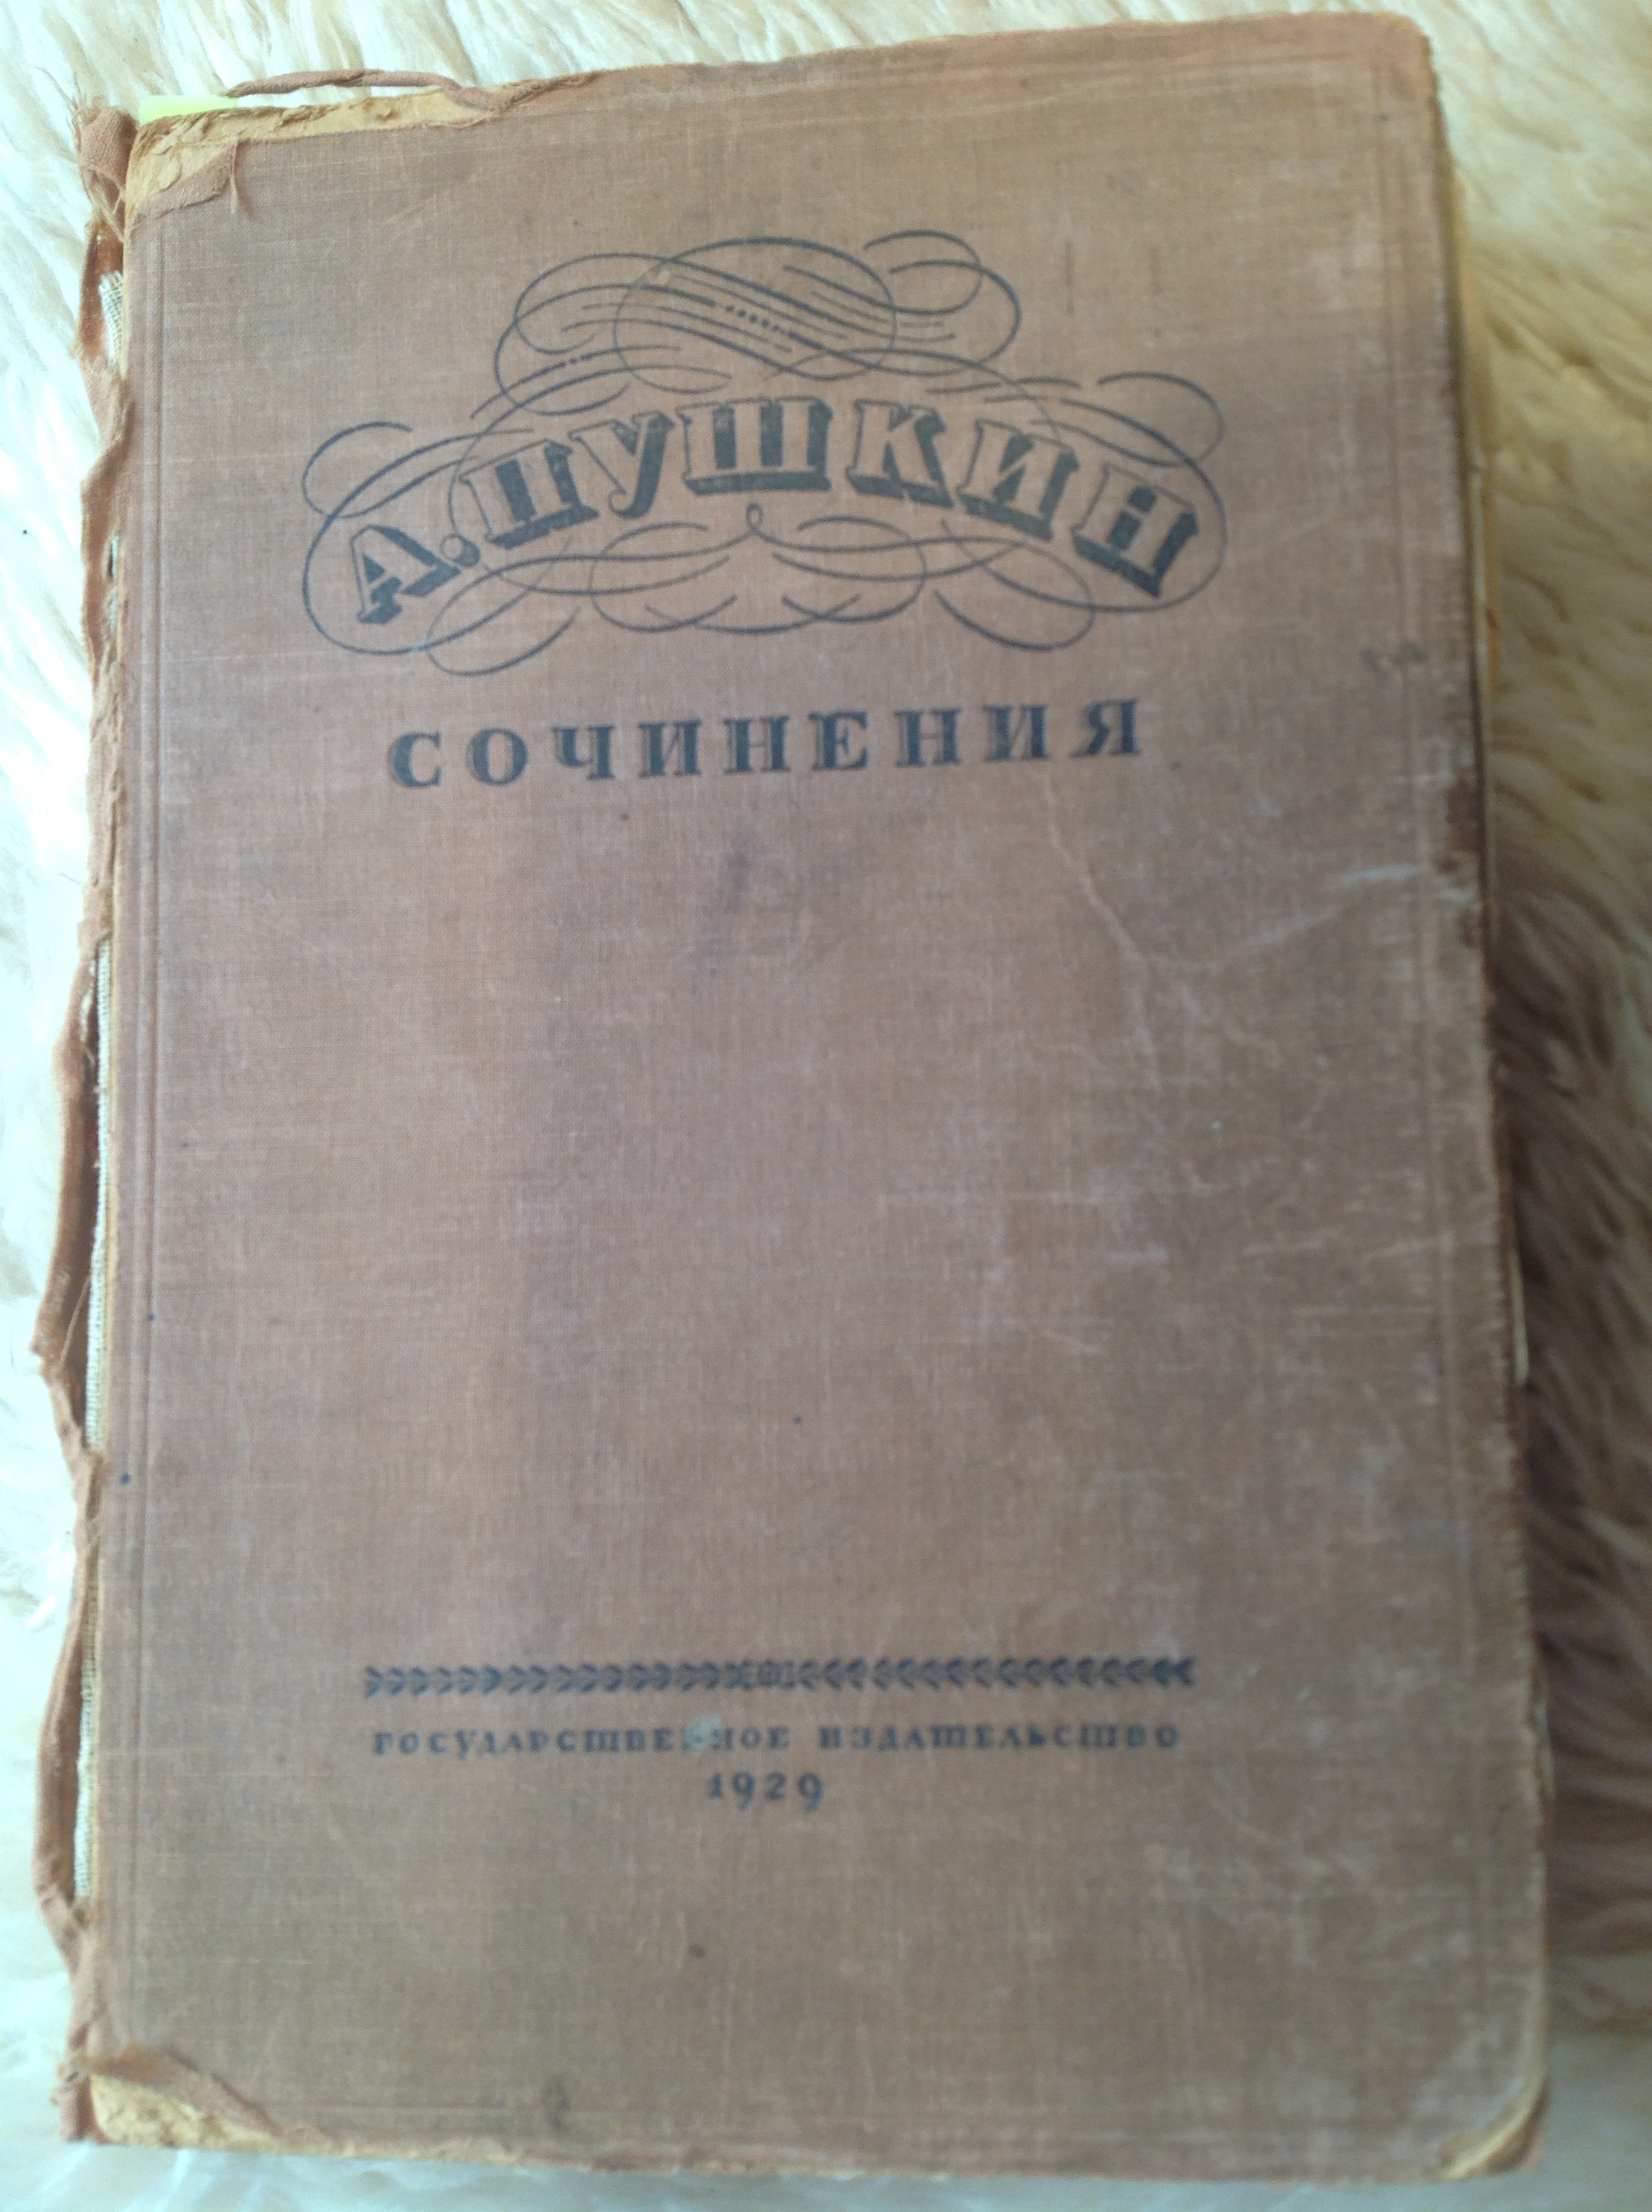 А. ПУШКИН
СОЧИНЕНИЯ
ГОСУДАРСТВЕННОЕ ИЗДАТЕЛЬСТВО
1929